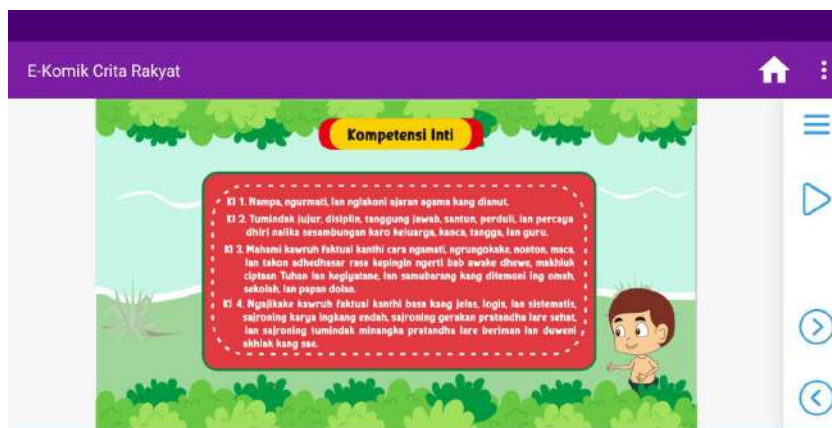 E-Komik Crita Rakyat
Kompetensi Inti
KI 1. Nampa, ngurmati, lan nglakoni ajaran agama kang dianut.
KI 2. Tumindak jujur, disiplin, tanggung jawab, santun, perduli, lan percaya
dhiri nalika sesambungan karo keluarga, kanca, tangga, lan guru.
KI 3. Mahami kawruh faktual kanthi cara ngamati, ngrungokake, nonton, maca,
lan takon adhedhasar rasa kepingin ngerti bab awake dhewe, makhluk
ciptaan Tuhan lan kegiyatane, lan samubarang kang ditemoni ing omah,
sekolah, lan papan dolan.
KI 4. Nyajikake kawruh faktual kanthi basa kang jelas, logis, lan sistematis,
sajroning karya ingkang endah, sajroning gerakan pratandha lare sehat,
lan sajroning tumindak minangka pratandha lare beriman lan duweni
akhlak kang sae.